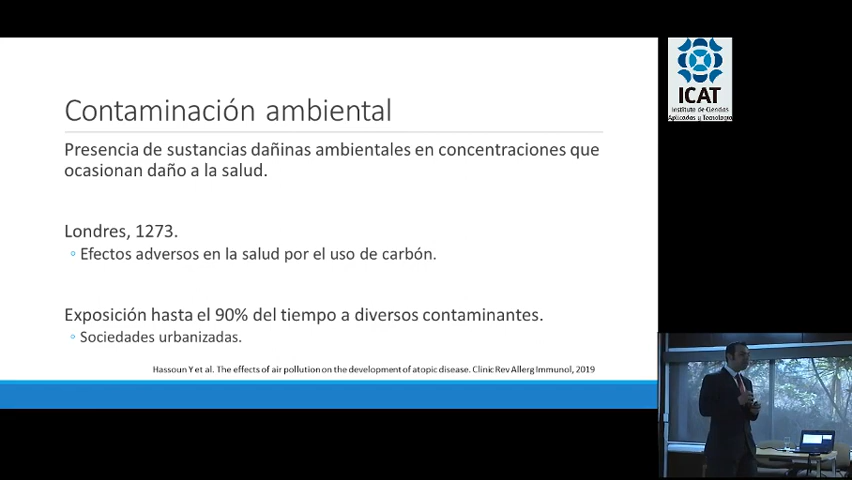 Contaminación ambiental
Presencia de sustancias dañinas ambientales en concentraciones que
ocasionan daño a la salud.
Londres, 1273.
◦ Efectos adversos en la salud por el uso de carbón.
Exposición hasta el 90% del tiempo a diversos contaminantes.
◦ Sociedades urbanizadas.
Hassoun Y et al. The effects of air pollution on the development of atopic disease. Clinic Rev Allerg Immunol, 2019
ICAT
Instituto de Ciencias
Aplicadas y Tecnología